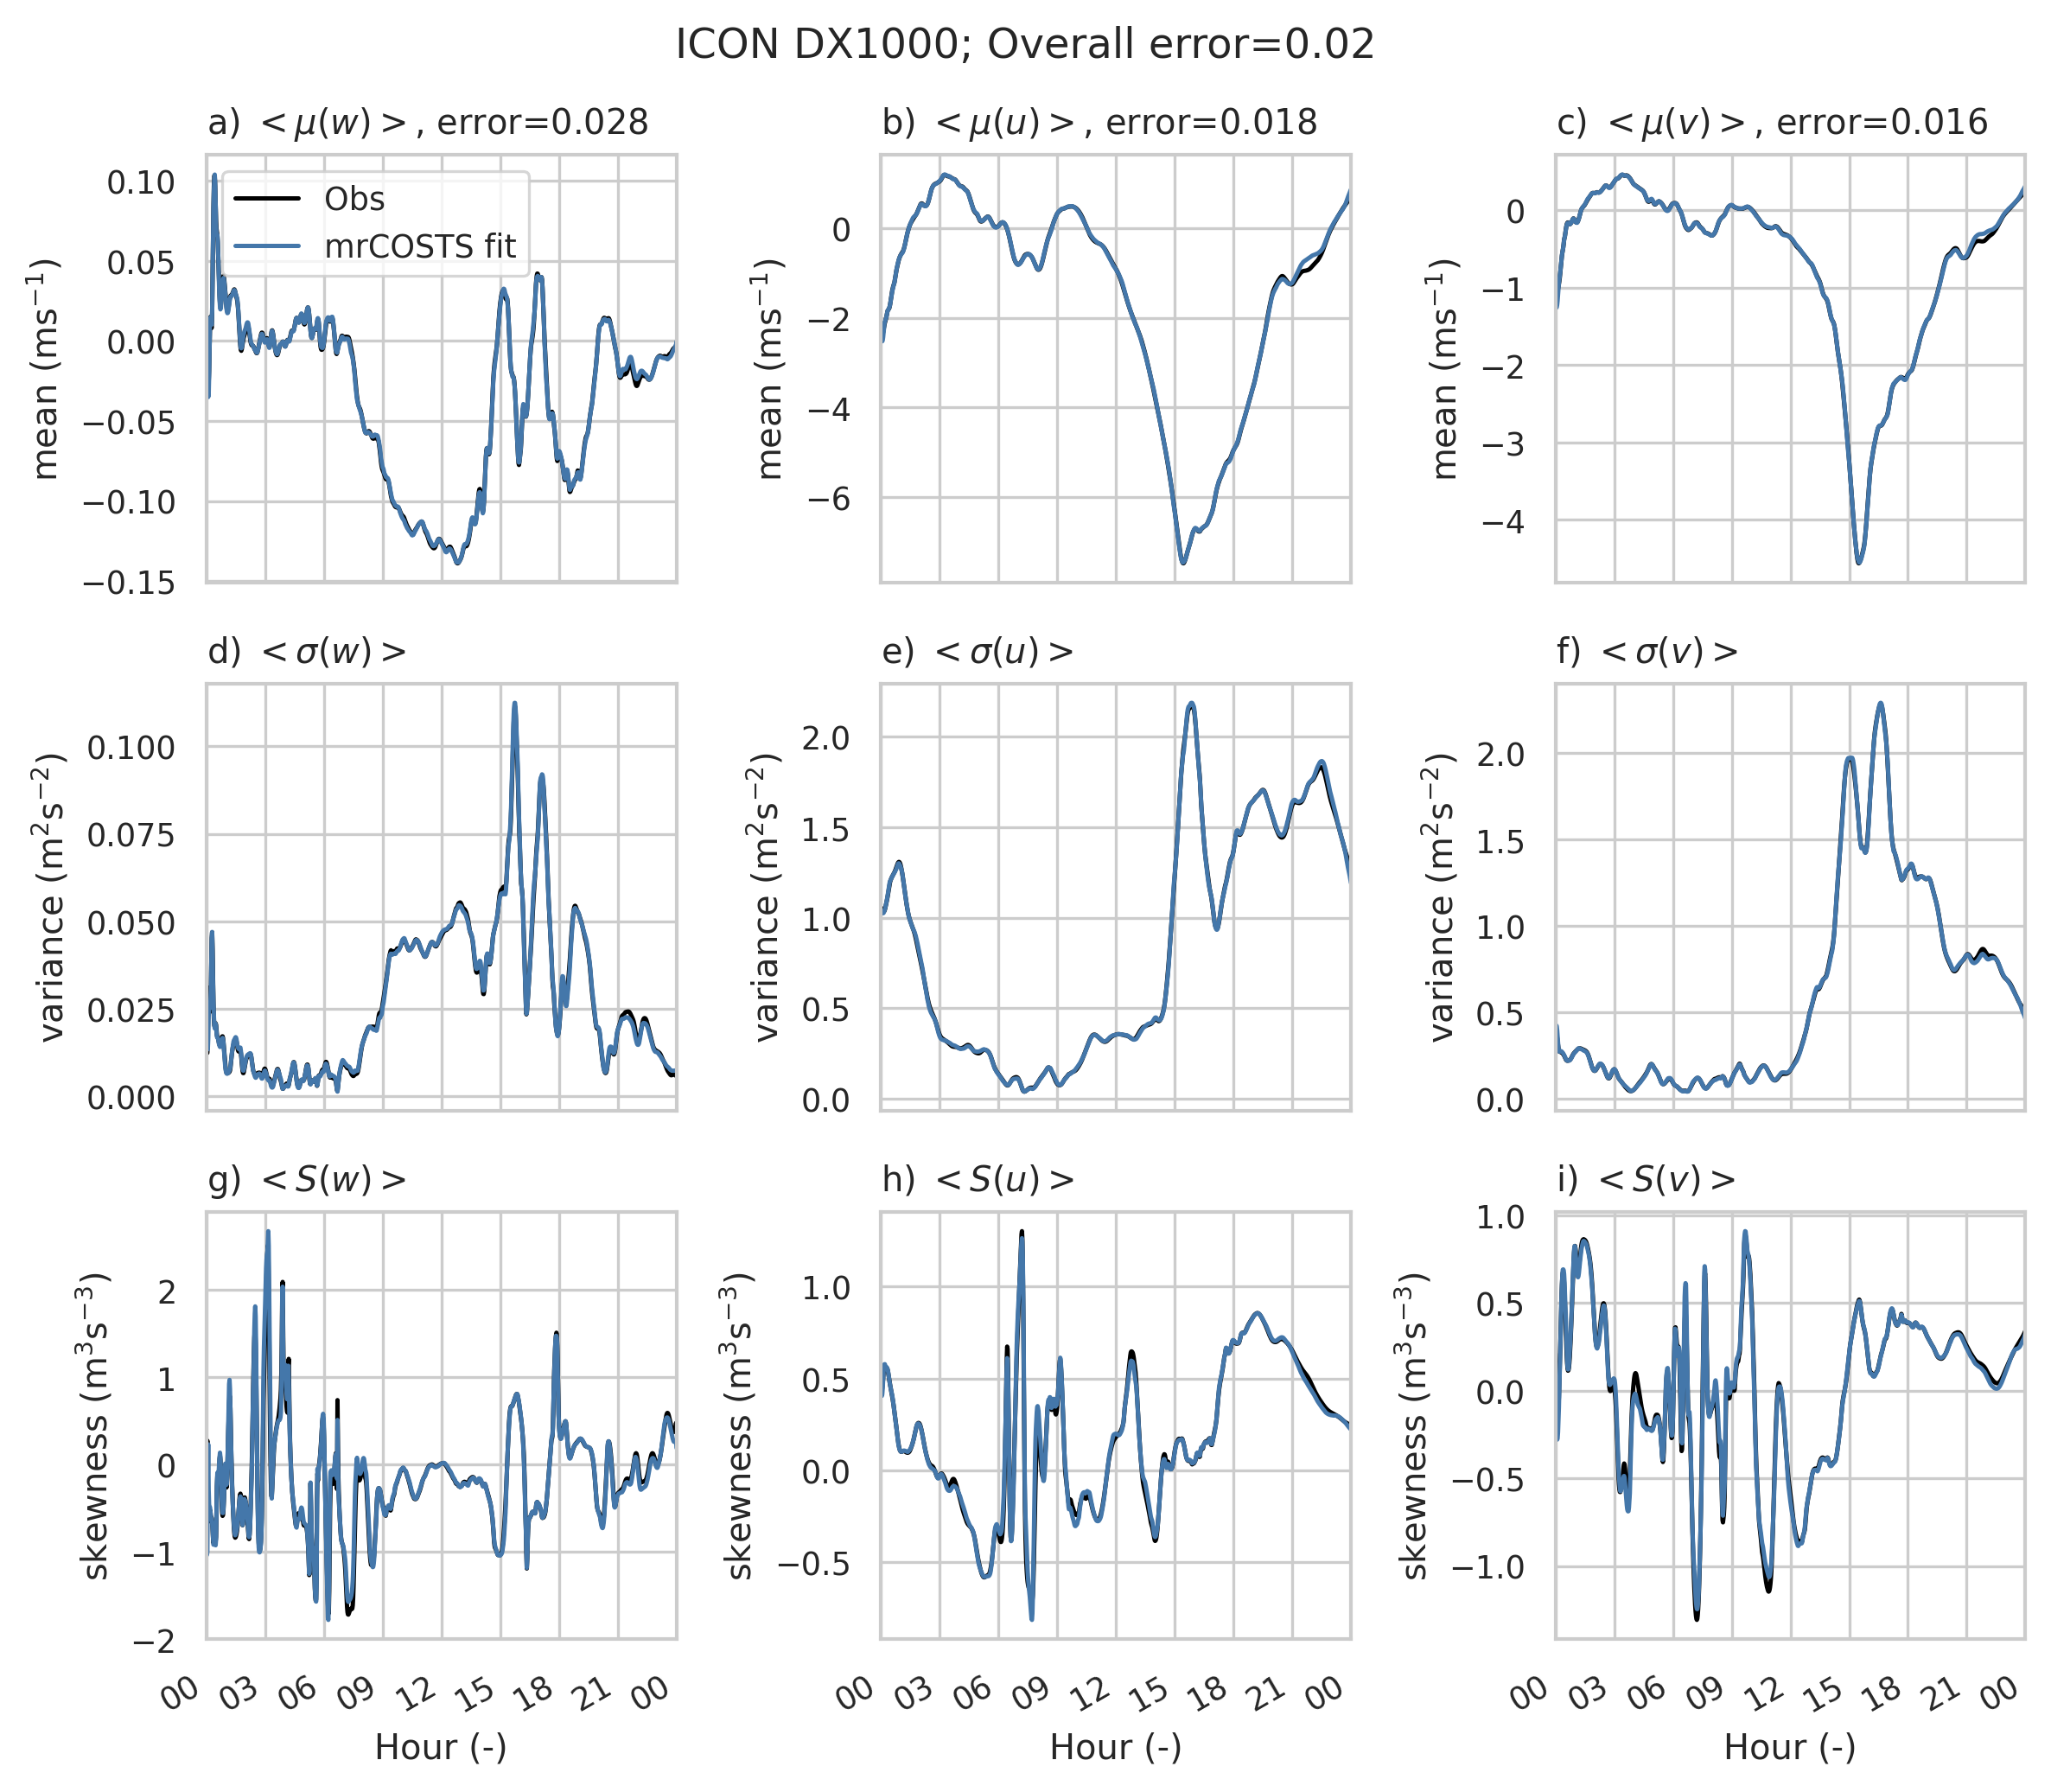 ICON DX1000; Overall error=0.02
a) <μ(w)>, error=0.028
b) <μ(u)>, error=0.018
c) <μ(v)>, error=0.016
Obs
mrCOSTS fit
mean (ms⁻¹)
0.10
0.05
0.00
−0.05
−0.10
−0.15
mean (ms⁻¹)
0
−2
−4
−6
mean (ms⁻¹)
0
−1
−2
−3
−4
d) <σ(w)>
e) <σ(u)>
f) <σ(v)>
variance (m²s⁻²)
0.100
0.075
0.050
0.025
0.000
variance (m²s⁻²)
2.0
1.5
1.0
0.5
0.0
variance (m²s⁻²)
2.0
1.5
1.0
0.5
0.0
g) <S(w)>
h) <S(u)>
i) <S(v)>
skewness (m³s⁻³)
2
1
0
−1
−2
skewness (m³s⁻³)
1.0
0.5
0.0
−0.5
skewness (m³s⁻³)
1.0
0.5
0.0
−0.5
−1.0
00 03 06 09 12 15 18 21 00
00 03 06 09 12 15 18 21 00
00 03 06 09 12 15 18 21 00
Hour (-)
Hour (-)
Hour (-)